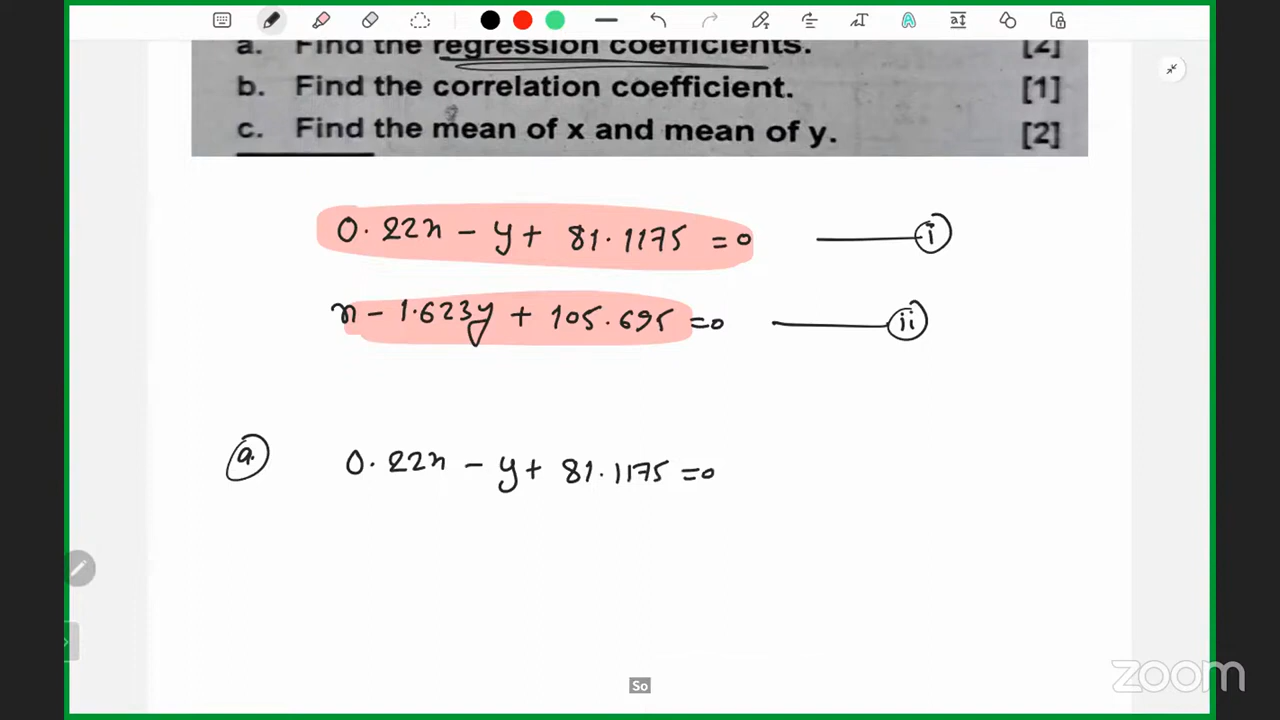 a. Find the regression coefficients. [2]
b. Find the correlation coefficient. [1]
c. Find the mean of x and mean of y. [2]
0.22x - y + 81.1175 = 0 (i)
x - 1.623y + 105.695 = 0 (ii)
(a.) 0.22x - y + 81.1175 = 0
So
zoom